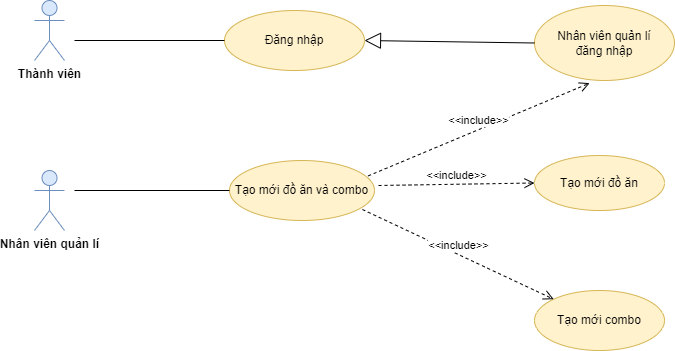 Thành viên
Đăng nhập
Nhân viên quản lí
đăng nhập
<<include>>
Nhân viên quản lí
Tạo mới đồ ăn và combo
<<include>>
Tạo mới đồ ăn
<<include>>
Tạo mới combo